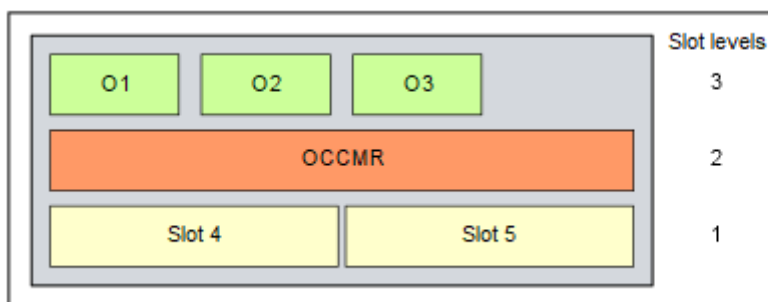 Slot levels
O1 O2 O3 3
OCCMR 2
Slot 4 Slot 5 1